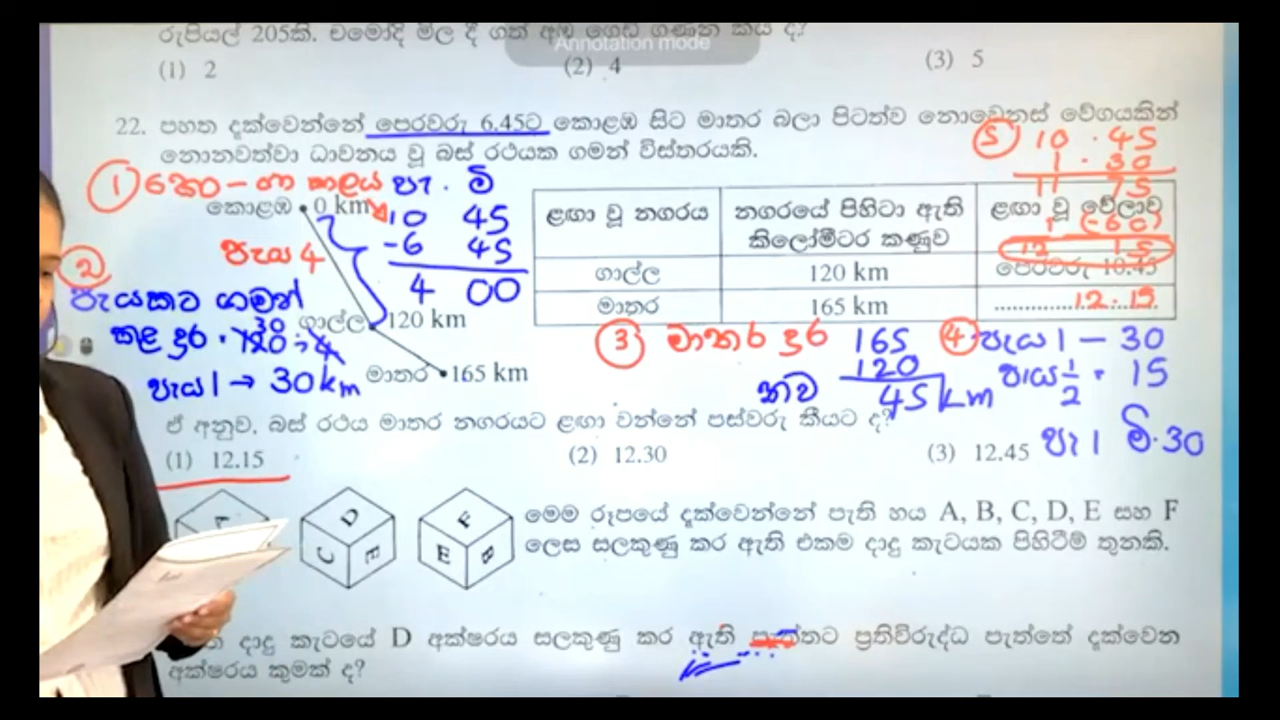 රුපියල් 205කි. චමෝදි මිල දී ගත් අඹ ගෙඩි ගණන කීය ද?
Annotation mode
(1) 2 (2) 4 (3) 5
22. පහත දැක්වෙන්නේ පෙරවරු 6.45ට කොළඹ සිට මාතර බලා පිටත්ව නොවෙනස් වේගයකින්
නොනවත්වා ධාවනය වූ බස් රථයක ගමන් විස්තරයකි.
5 10 . 45
1 . 30
11 75
1 (-60)
12 15
1 කො - ගා කාලය පැ . මි
10 45
-6 45
4 00
පැය 4
කොළඹ 0 km
ගාල්ල 120 km
මාතර 165 km
2
පැයකට ගමන්
කළ දුර . 120 ÷ 4
30
පැය 1 → 30 km
ළඟා වූ නගරය නගරයේ පිහිටා ඇති කිලෝමීටර කණුව ළඟා වූ වේලාව
ගාල්ල 120 km පෙරවරු 10.45
මාතර 165 km 12.15
3 මාතර දුර 165
120
තව 45 km
4 පැය 1 - 30
පැය 1/2 . 15
පැ 1 මි. 30
ඒ අනුව, බස් රථය මාතර නගරයට ළඟා වන්නේ පස්වරු කීයට ද?
(1) 12.15 (2) 12.30 (3) 12.45
D C E
F E B
මෙම රූපයේ දැක්වෙන්නේ පැති හය A, B, C, D, E සහ F
ලෙස සලකුණු කර ඇති එකම දාදු කැටයක පිහිටීම් තුනකි.
දාදු කැටයේ D අක්ෂරය සලකුණු කර ඇති පැත්තට ප්‍රතිවිරුද්ධ පැත්තේ දැක්වෙන
අක්ෂරය කුමක් ද?